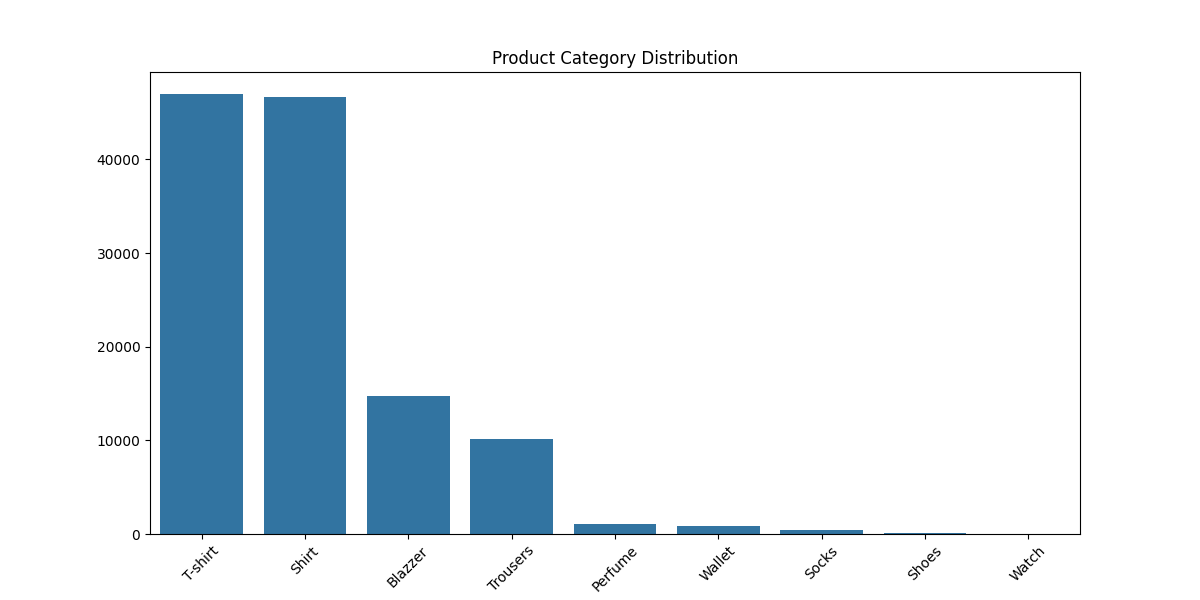 Product Category Distribution
40000
30000
20000
10000
0
T-shirt
Shirt
Blazzer
Trousers
Perfume
Wallet
Socks
Shoes
Watch